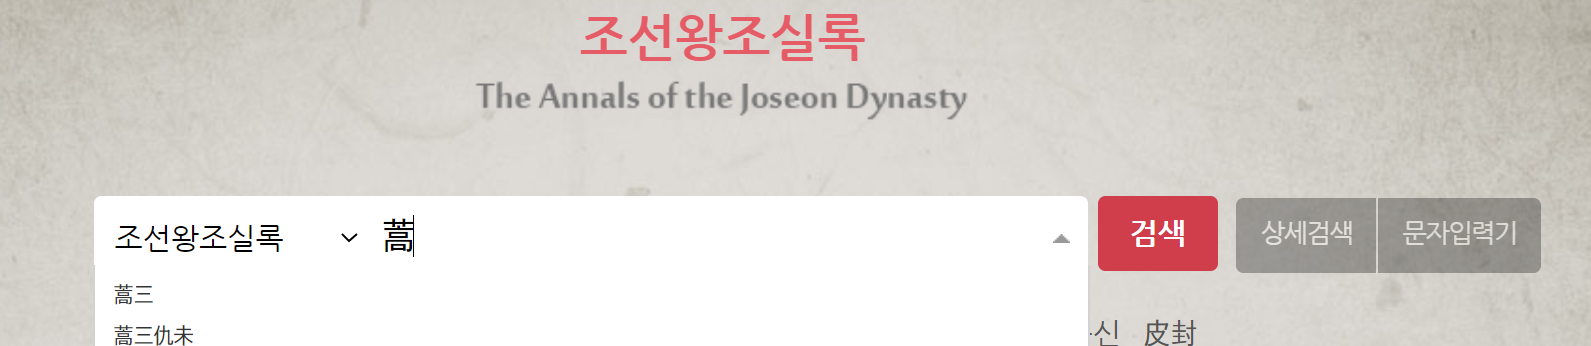 조선왕조실록
The Annals of the Joseon Dynasty
조선왕조실록 蒿 검색 상세검색 문자입력기
蒿三
蒿三仇未
신 皮封